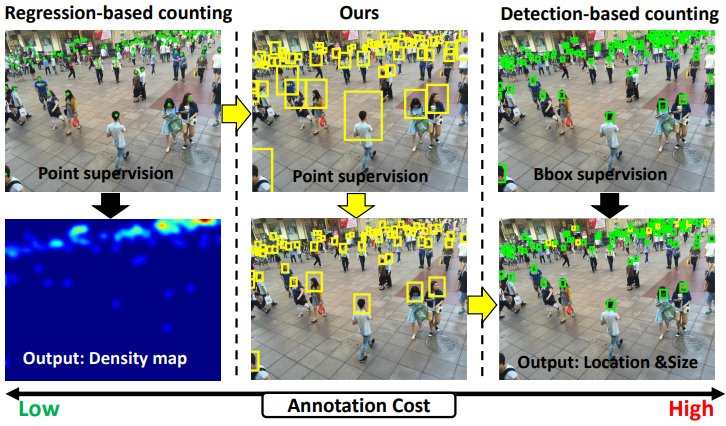 Regression-based counting
Ours
Detection-based counting
Point supervision
Point supervision
Bbox supervision
Output: Density map
Output: Location &Size
Low
Annotation Cost
High